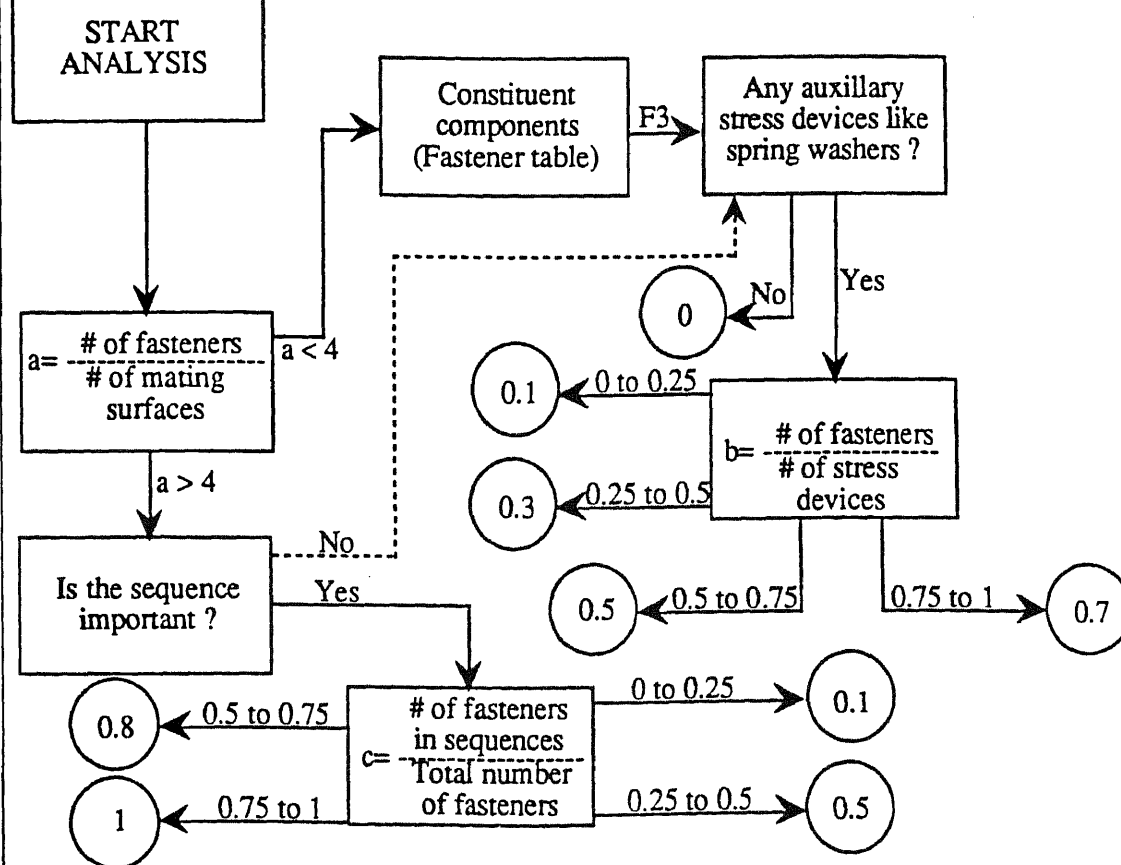 START
ANALYSIS
Constituent
components
(Fastener table)
F3
Any auxillary
stress devices like
spring washers ?
No
Yes
0
a= # of fasteners
# of mating
surfaces
a < 4
a > 4
0.1
0 to 0.25
b= # of fasteners
# of stress
devices
0.3
0.25 to 0.5
0.5
0.5 to 0.75
0.75 to 1
0.7
Is the sequence
important ?
No
Yes
c= # of fasteners
in sequences
Total number
of fasteners
0 to 0.25
0.1
0.8
0.5 to 0.75
0.25 to 0.5
0.5
1
0.75 to 1